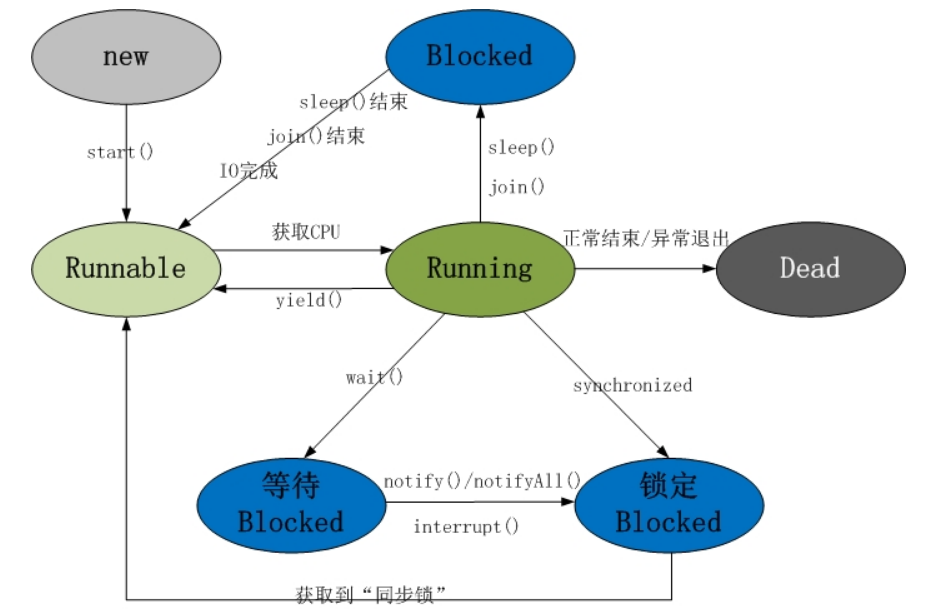 new
Blocked
sleep()结束
join()结束
IO完成
start()
sleep()
join()
获取CPU
正常结束/异常退出
Runnable
Running
Dead
yield()
wait()
synchronized
等待
Blocked
notify()/notifyAll()
interrupt()
锁定
Blocked
获取到“同步锁”